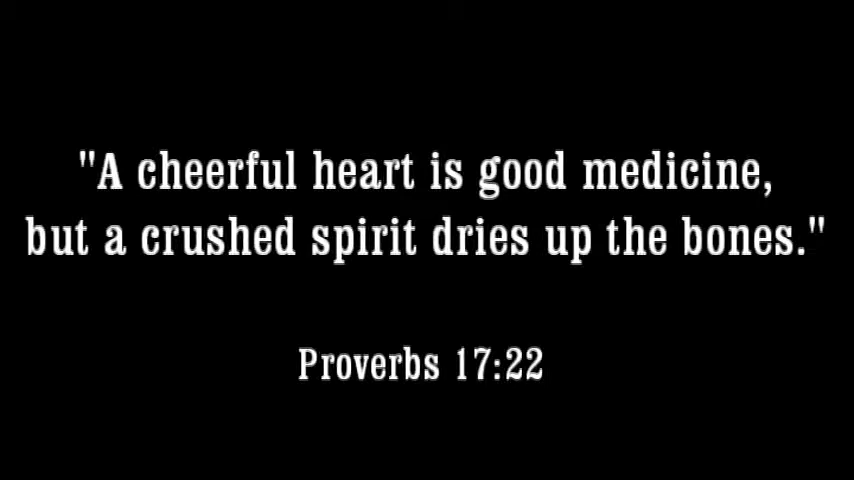 "A cheerful heart is good medicine,
but a crushed spirit dries up the bones."
Proverbs 17:22